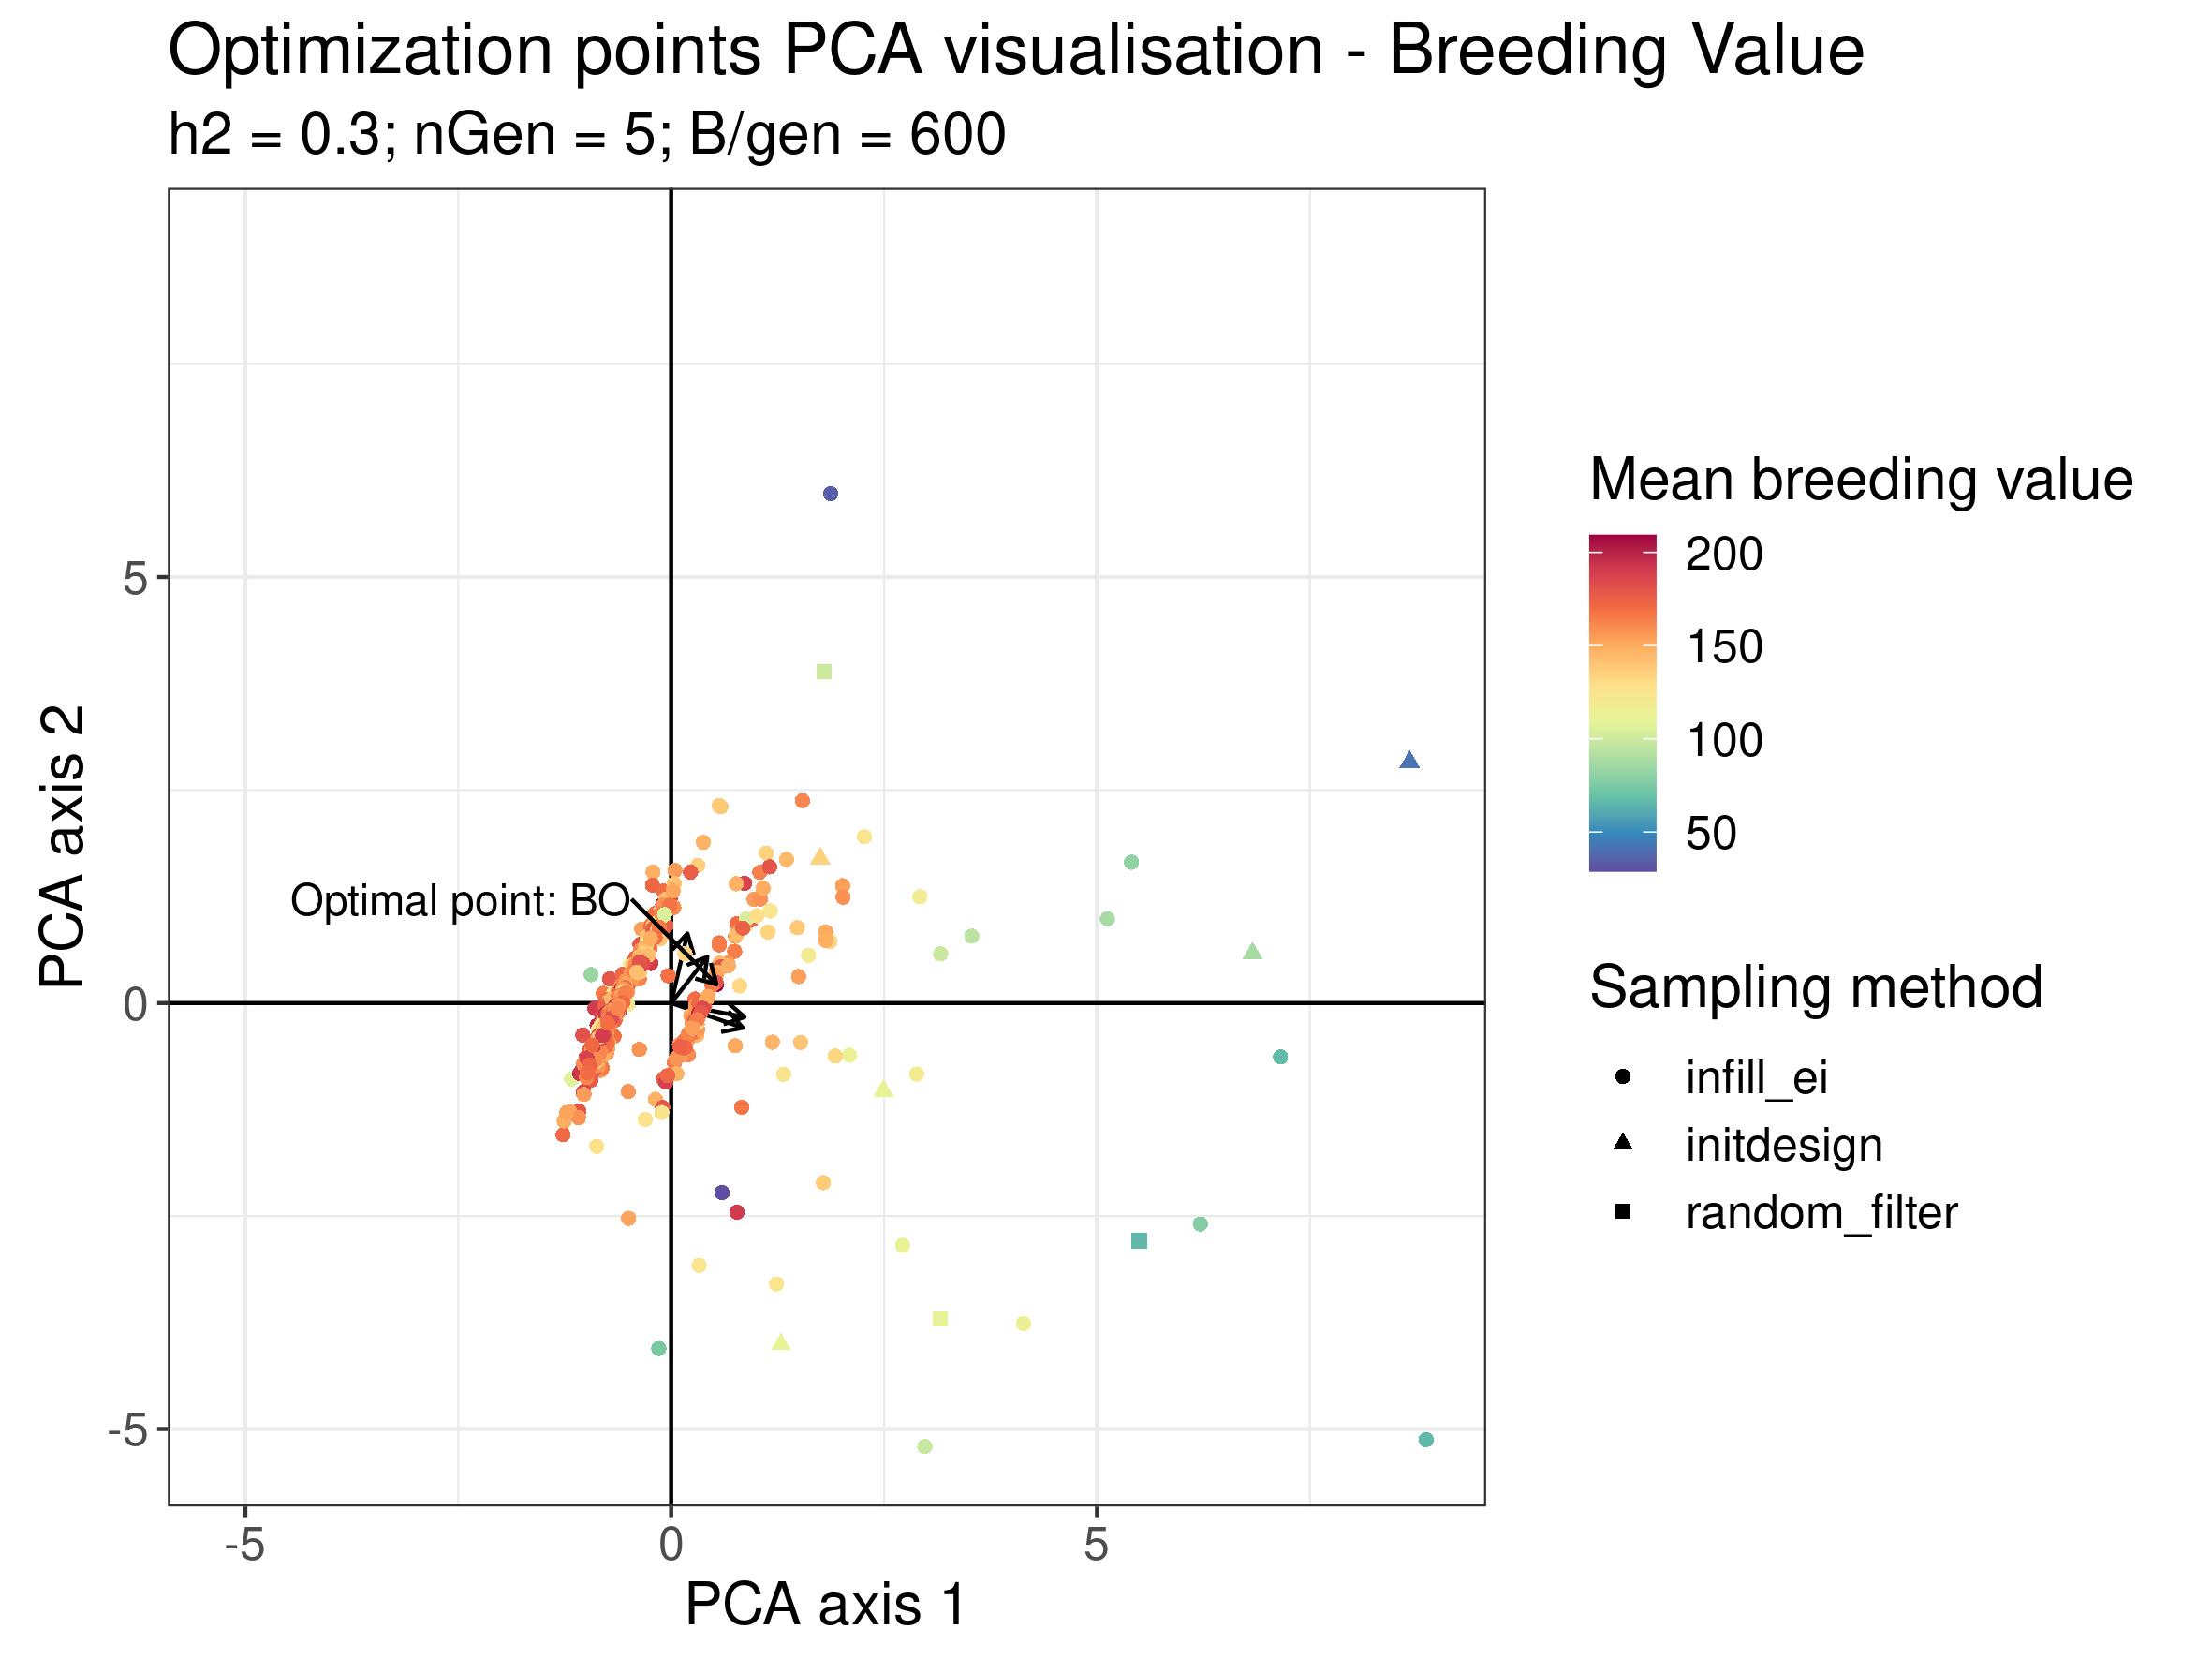 Optimization points PCA visualisation - Breeding Value
h2 = 0.3; nGen = 5; B/gen = 600
PCA axis 2
5
0
-5
Optimal point: BO
-5
0
5
PCA axis 1
Mean breeding value
200
150
100
50
Sampling method
infill_ei
initdesign
random_filter